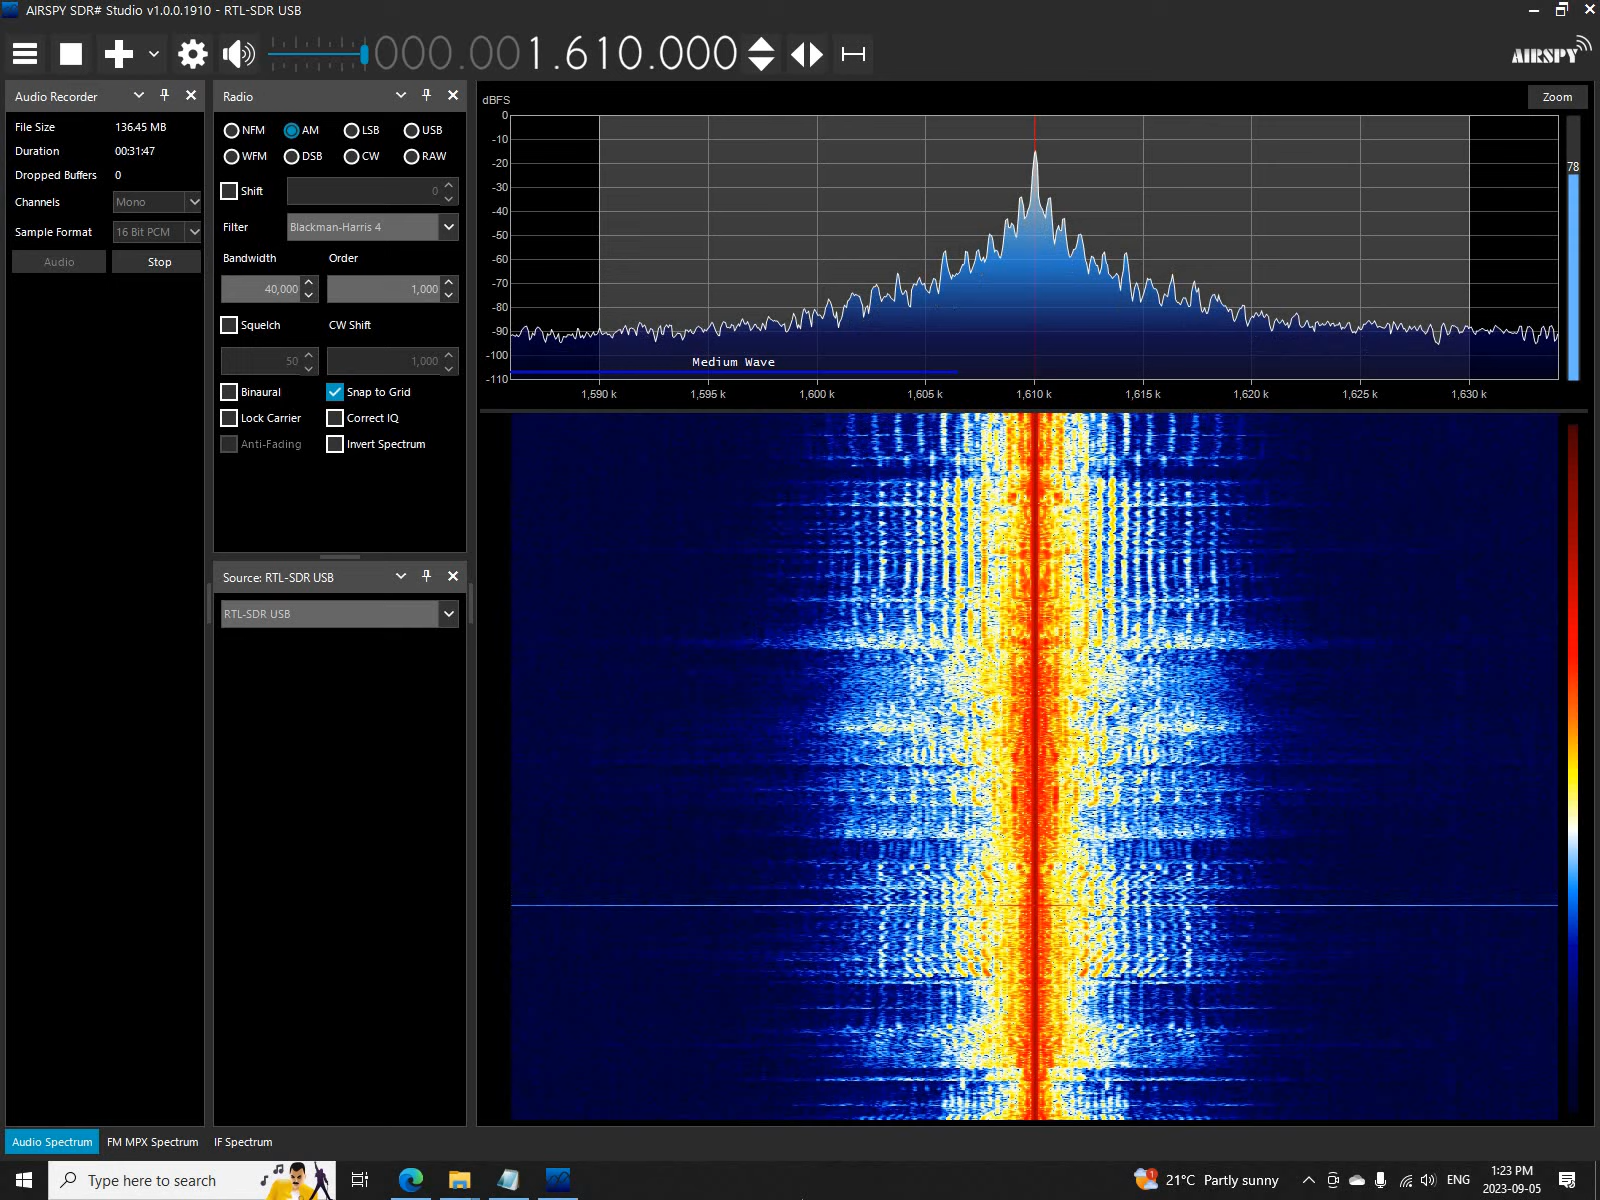 AIRSPY SDR# Studio v1.0.0.1910 - RTL-SDR USB
000.001.610.000
AIRSPY
Audio Recorder
File Size 136.45 MB
Duration 00:31:47
Dropped Buffers 0
Channels Mono
Sample Format 16 Bit PCM
Audio Stop
Radio
NFM AM LSB USB
WFM DSB CW RAW
Shift 0
Filter Blackman-Harris 4
Bandwidth Order
40,000 1,000
Squelch CW Shift
50 1,000
Binaural Snap to Grid
Lock Carrier Correct IQ
Anti-Fading Invert Spectrum
Source: RTL-SDR USB
RTL-SDR USB
dBFS
Zoom
0
-10
-20
-30
-40
-50
-60
-70
-80
-90
-100
-110
78
Medium Wave
1,590 k 1,595 k 1,600 k 1,605 k 1,610 k 1,615 k 1,620 k 1,625 k 1,630 k
Audio Spectrum FM MPX Spectrum IF Spectrum
Type here to search
1
21°C Partly sunny
ENG
1:23 PM
2023-09-05